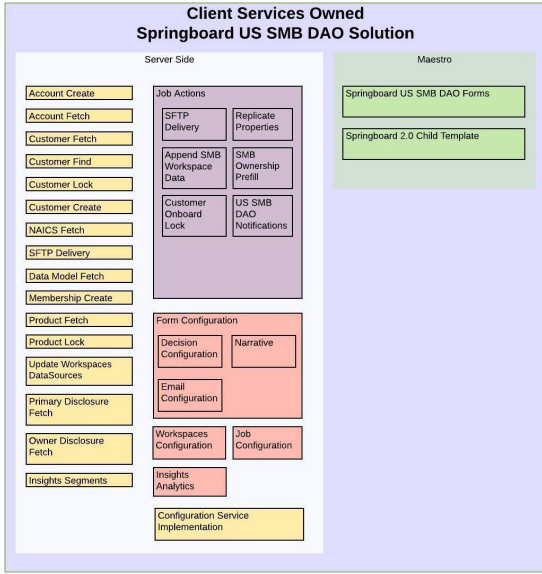 Client Services Owned
Springboard US SMB DAO Solution
Server Side
Account Create
Account Fetch
Customer Fetch
Customer Find
Customer Lock
Customer Create
NAICS Fetch
SFTP Delivery
Data Model Fetch
Membership Create
Product Fetch
Product Lock
Update Workspaces
DataSources
Primary Disclosure
Fetch
Owner Disclosure
Fetch
Insights Segments
Job Actions
SFTP
Delivery
Replicate
Properties
Append SMB
Workspace
Data
SMB
Ownership
Prefill
Customer
Onboard
Lock
US SMB
DAO
Notifications
Form Configuration
Decision
Configuration
Narrative
Email
Configuration
Workspaces
Configuration
Job
Configuration
Insights
Analytics
Configuration Service
Implementation
Maestro
Springboard US SMB DAO Forms
Springboard 2.0 Child Template